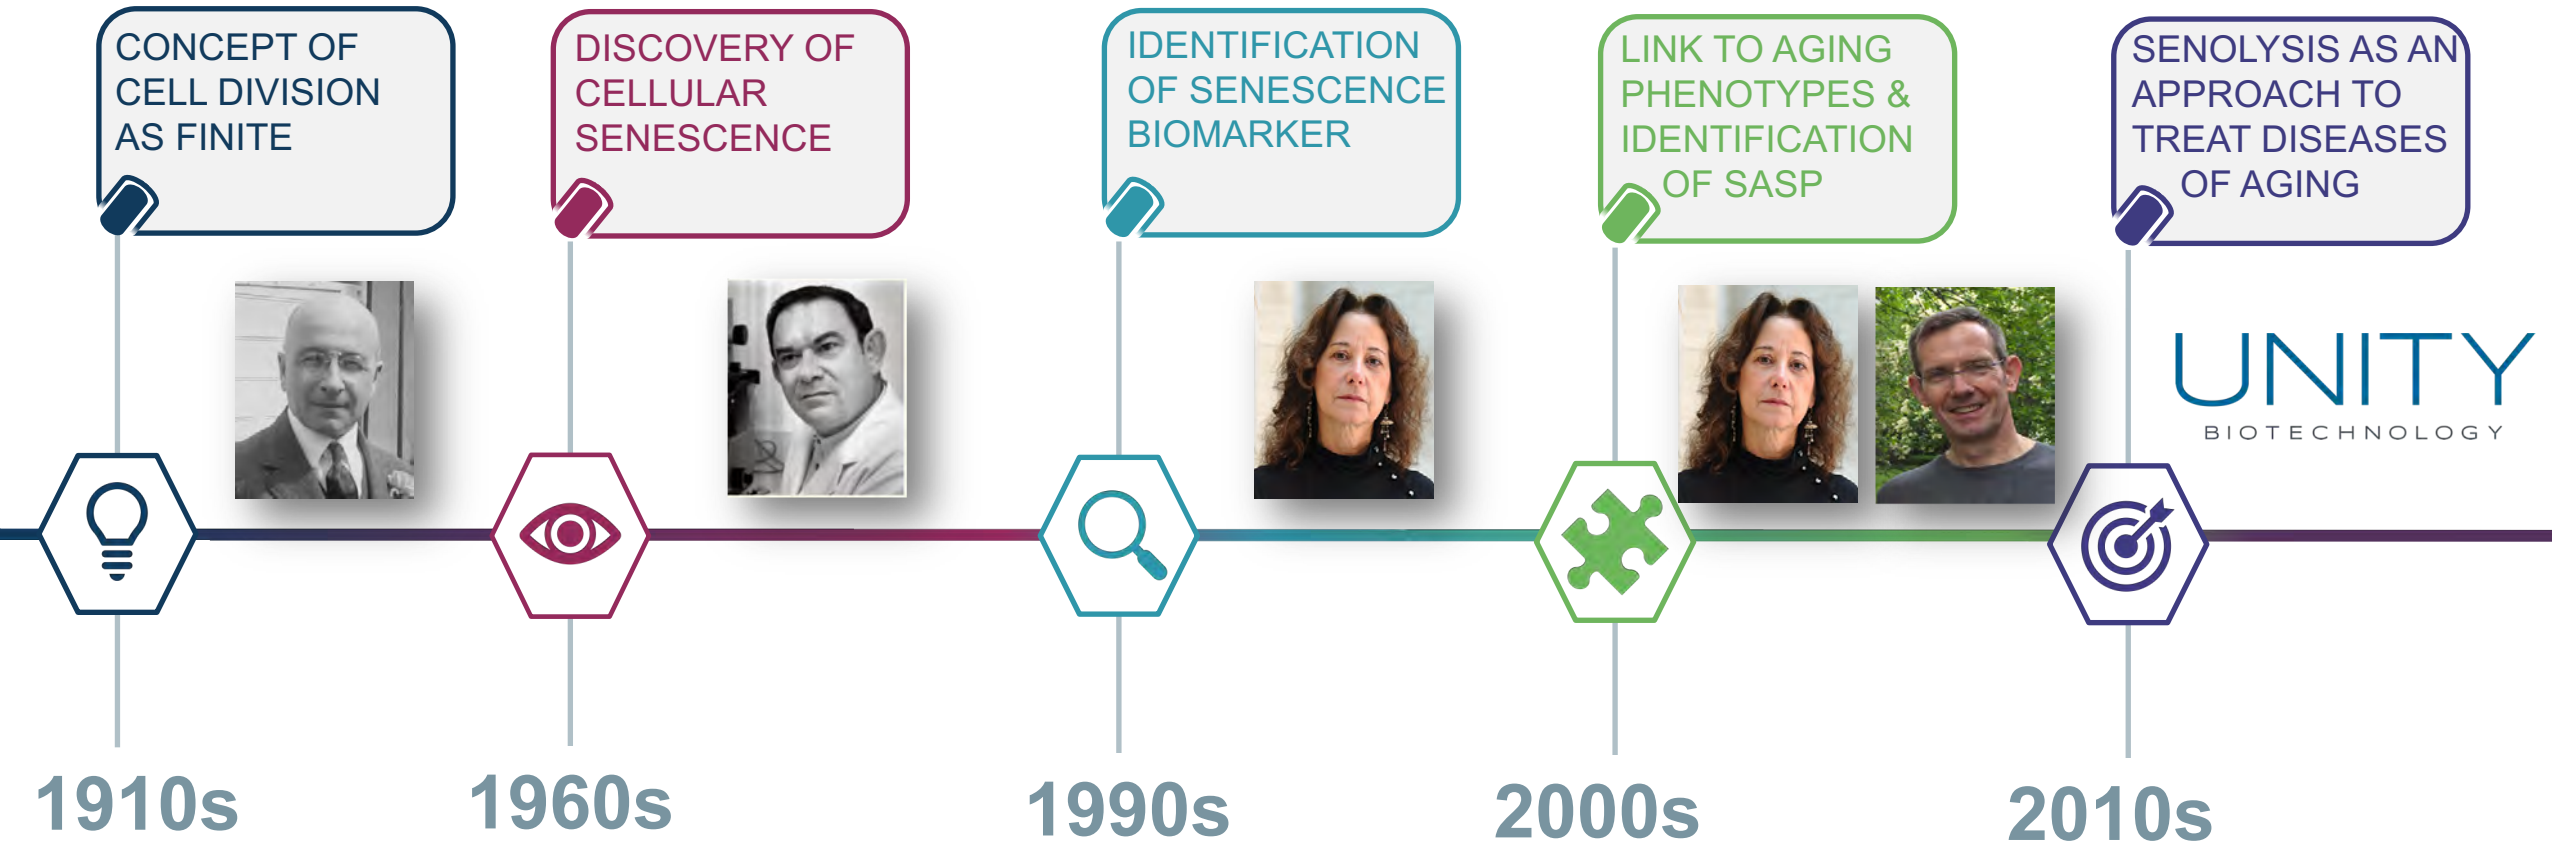 CONCEPT OF
CELL DIVISION
AS FINITE
DISCOVERY OF
CELLULAR
SENESCENCE
IDENTIFICATION
OF SENESCENCE
BIOMARKER
LINK TO AGING
PHENOTYPES &
IDENTIFICATION
OF SASP
SENOLYSIS AS AN
APPROACH TO
TREAT DISEASES
OF AGING
UNITY
BIOTECHNOLOGY
1910s
1960s
1990s
2000s
2010s